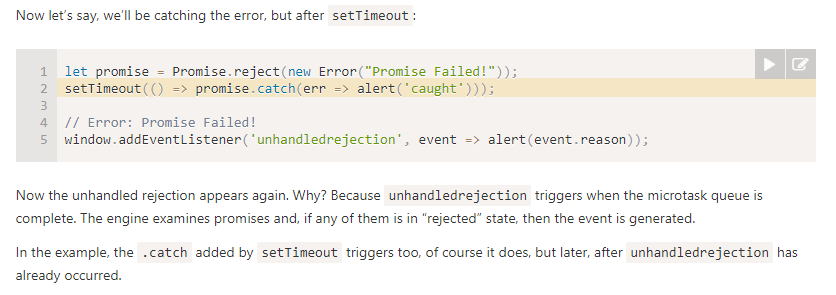 Now let’s say, we’ll be catching the error, but after setTimeout:
1 let promise = Promise.reject(new Error("Promise Failed!"));
2 setTimeout(() => promise.catch(err => alert('caught')));
3
4 // Error: Promise Failed!
5 window.addEventListener('unhandledrejection', event => alert(event.reason));
Now the unhandled rejection appears again. Why? Because unhandledrejection triggers when the microtask queue is
complete. The engine examines promises and, if any of them is in “rejected” state, then the event is generated.
In the example, the .catch added by setTimeout triggers too, of course it does, but later, after unhandledrejection has
already occurred.